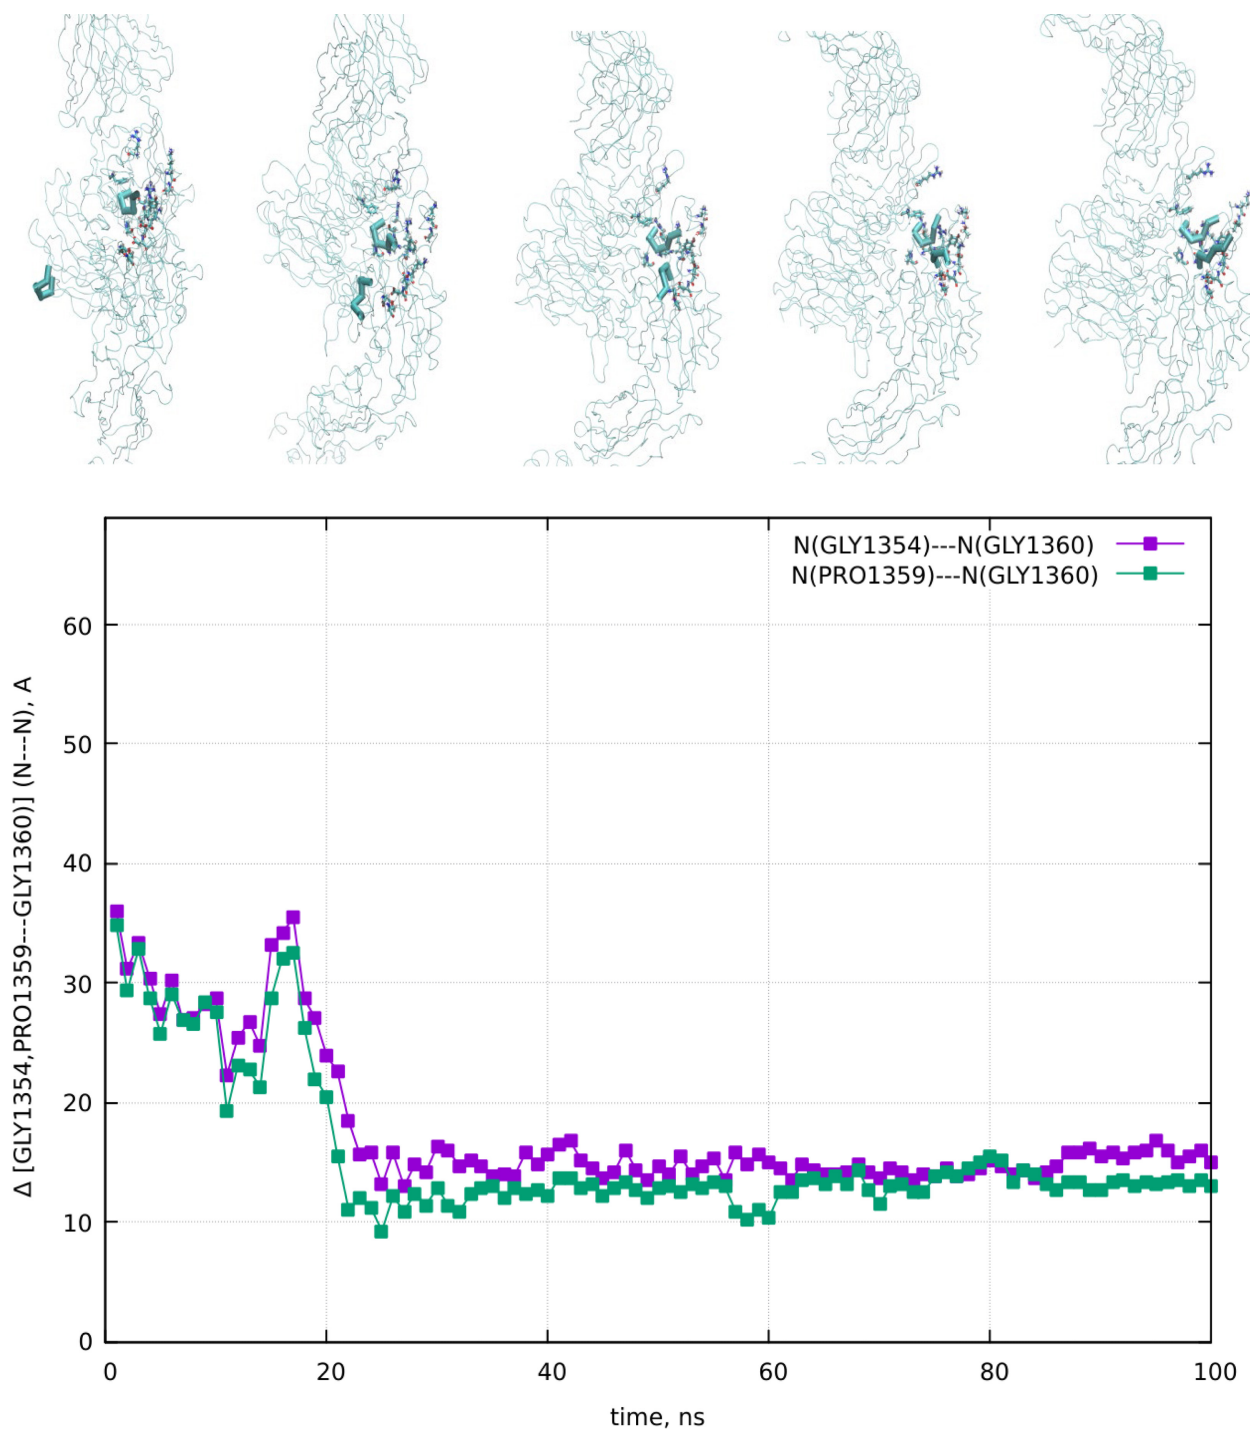 N(GLY1354)---N(GLY1360)
N(PRO1359)---N(GLY1360)
Δ [GLY1354,PRO1359---GLY1360)] (N---N), A
60
50
40
30
20
10
0
0 20 40 60 80 100
time, ns